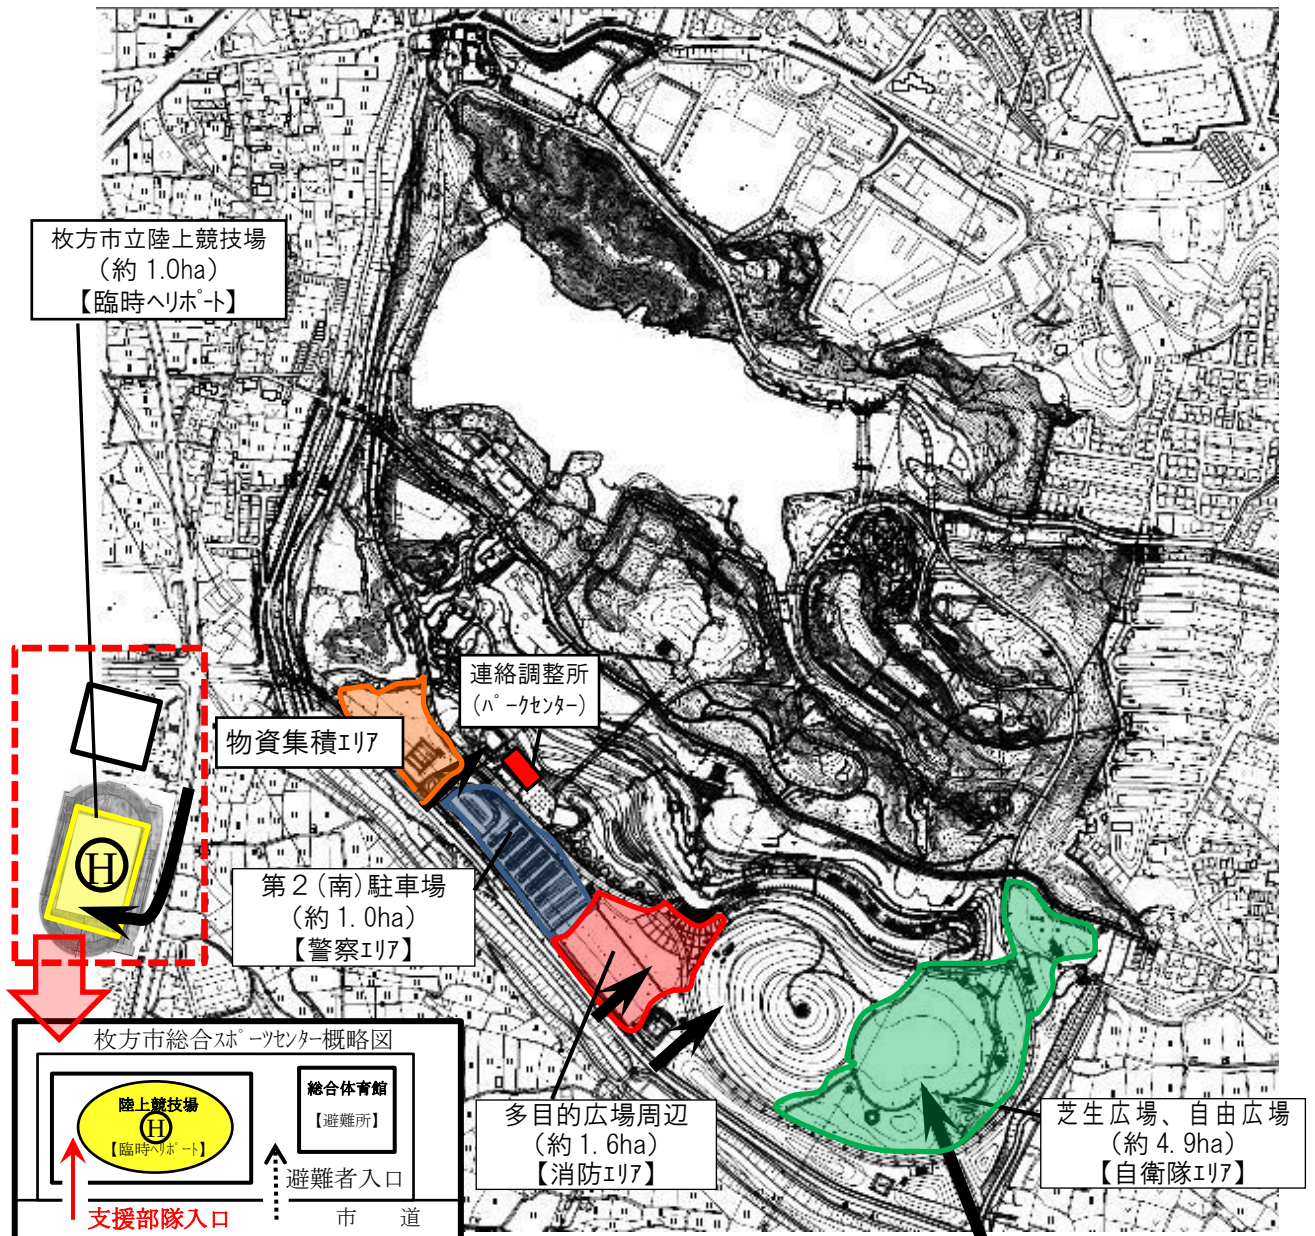 枚方市立陸上競技場
（約 1.0ha）
【臨時ヘリポート】
連絡調整所
（パークセンター）
物資集積エリア
H
第２（南）駐車場
（約 1.0ha）
【警察エリア】
多目的広場周辺
（約 1.6ha）
【消防エリア】
芝生広場、自由広場
（約 4.9ha）
【自衛隊エリア】
枚方市総合スポーツセンター概略図
陸上競技場
H
【臨時ヘリポート】
総合体育館
【避難所】
避難者入口
支援部隊入口
市　道